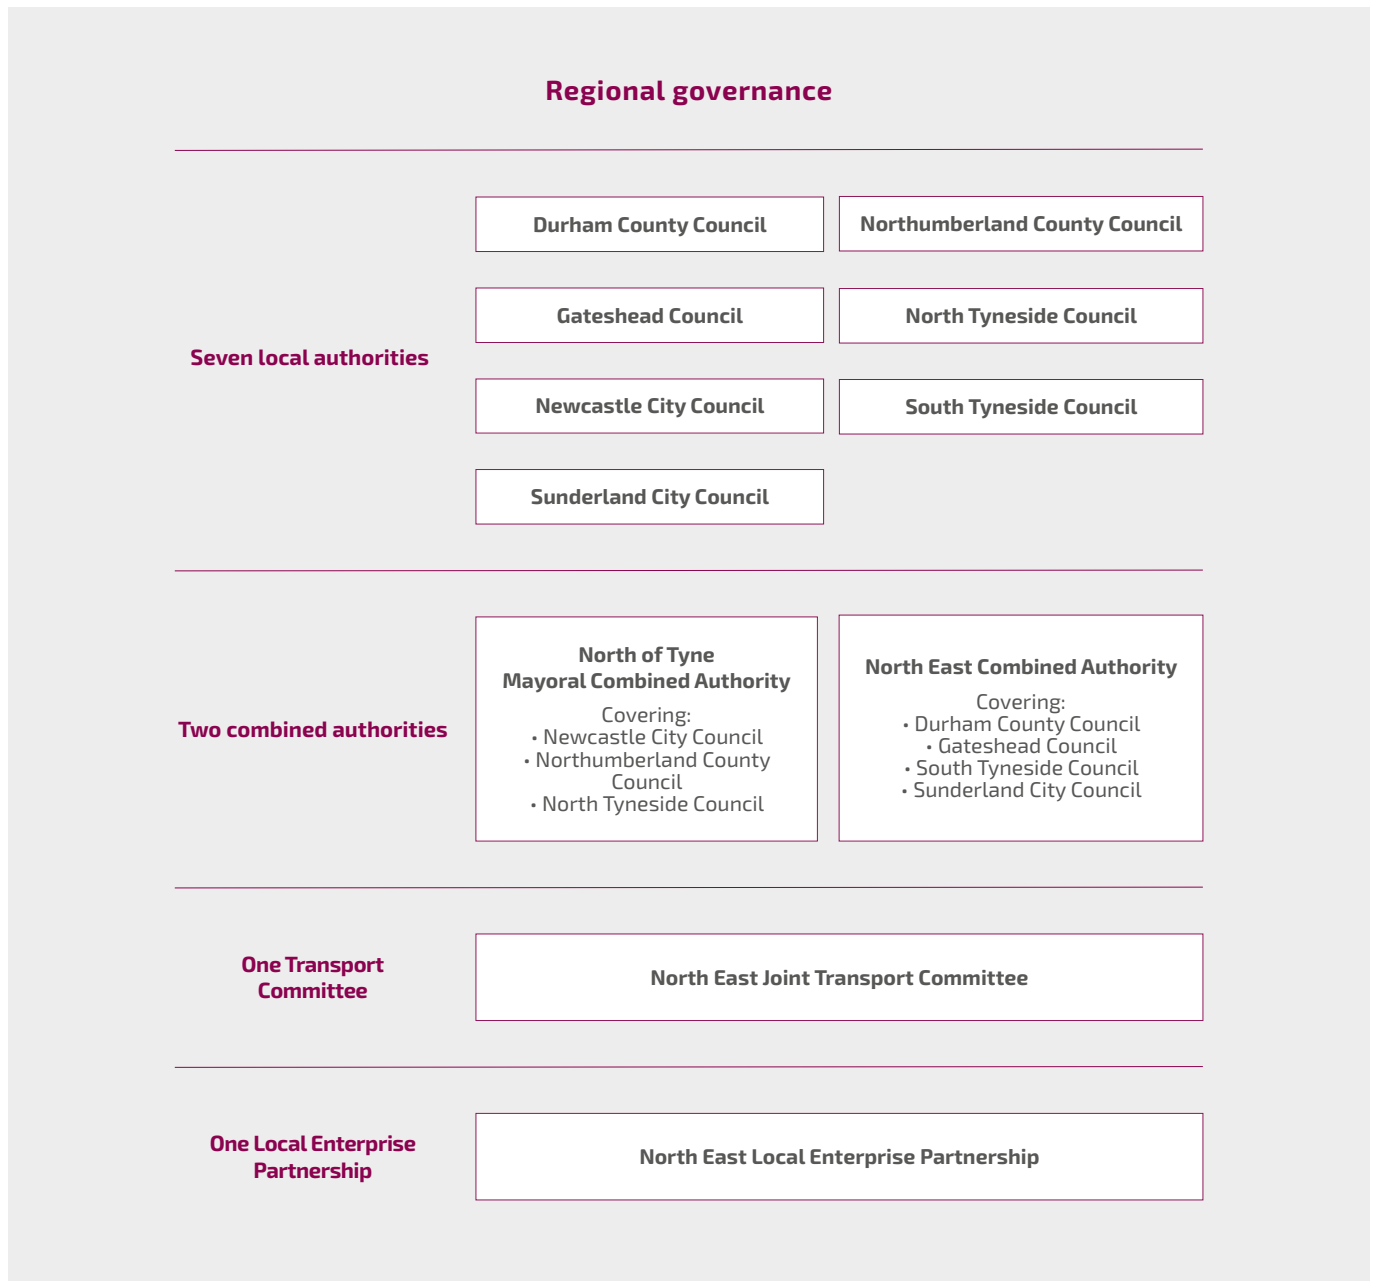 Regional governance
Seven local authorities
Durham County Council
Northumberland County Council
Gateshead Council
North Tyneside Council
Newcastle City Council
South Tyneside Council
Sunderland City Council
Two combined authorities
North of Tyne
Mayoral Combined Authority
Covering:
• Newcastle City Council
• Northumberland County
Council
• North Tyneside Council
North East Combined Authority
Covering:
• Durham County Council
• Gateshead Council
• South Tyneside Council
• Sunderland City Council
One Transport
Committee
North East Joint Transport Committee
One Local Enterprise
Partnership
North East Local Enterprise Partnership